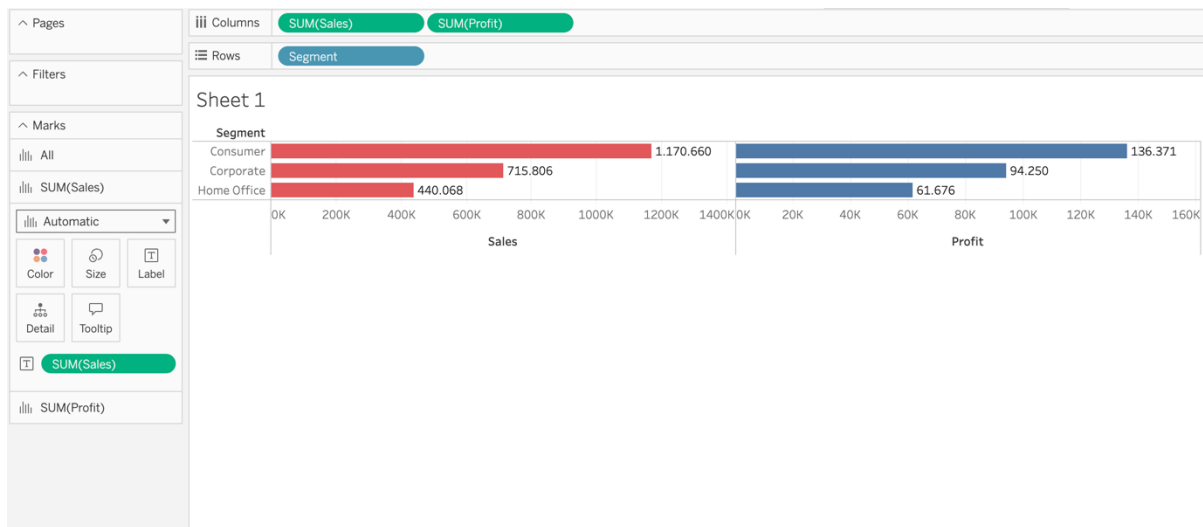 Pages
Columns SUM(Sales) SUM(Profit)
Rows Segment
Filters
Sheet 1
Marks
All
SUM(Sales)
Automatic
Color Size Label
Detail Tooltip
SUM(Sales)
SUM(Profit)
Segment
Consumer 1.170.660 136.371
Corporate 715.806 94.250
Home Office 440.068 61.676
0K 200K 400K 600K 800K 1000K 1200K 1400K 0K 20K 40K 60K 80K 100K 120K 140K 160K
Sales Profit